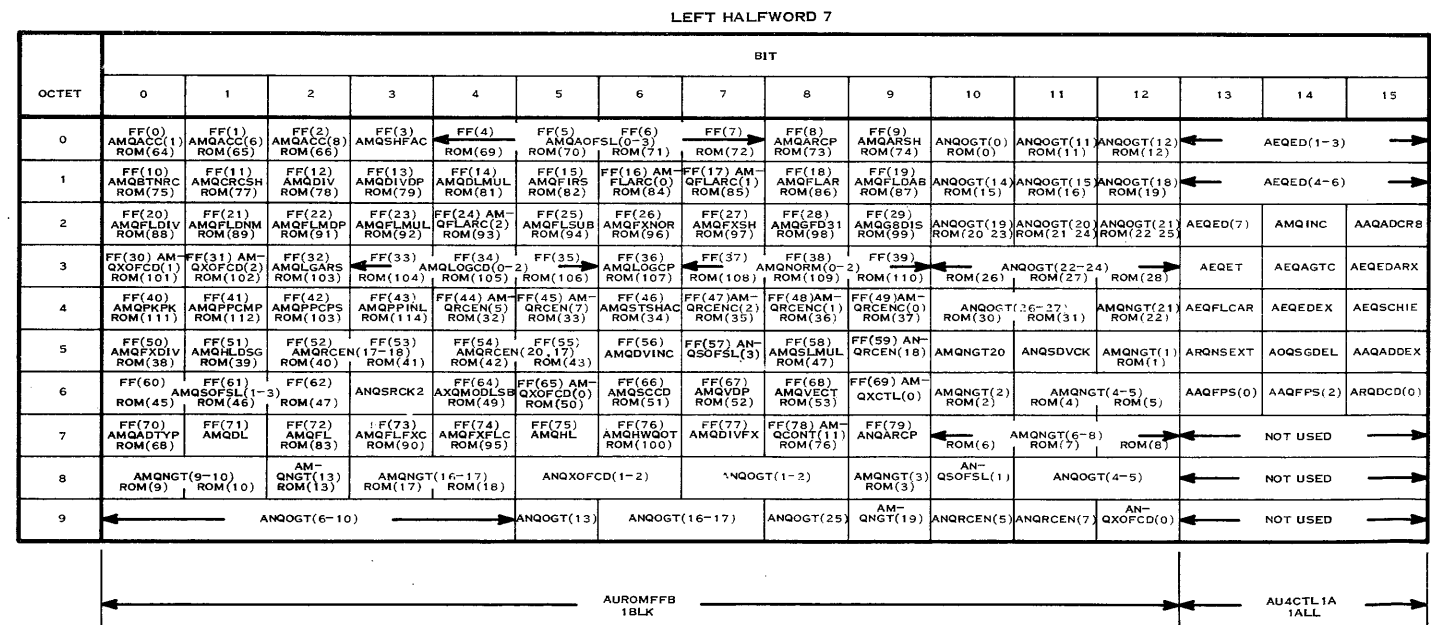 LEFT HALFWORD 7
BIT
OCTET 0 1 2 3 4 5 6 7 8 9 10 11 12 13 14 15
FF(0) FF(1) FF(2) FF(3) FF(4) FF(5) FF(6) FF(7) FF(8) FF(9)
0 AMQACC(1) AMQACC(6) AMQACC(8) AMQSHFAC AMQAOFSL(0-3) AMQARCP AMQARSH ANQOGT(0) ANQOGT(11) ANQOGT(12) AEQED(1-3)
ROM(64) ROM(65) ROM(66) ROM(69) ROM(70) ROM(71) ROM(72) ROM(73) ROM(74) ROM(0) ROM(11) ROM(12)
FF(10) FF(11) FF(12) FF(13) FF(14) FF(15) FF(16) AM- FF(17) AM- FF(18) FF(19)
1 AMQBTNRC AMQCRCSH AMQDIV AMQDIVDP AMQDLMUL AMQFIRS FLARC(0) QFLARC(1) AMQFLAR AMQFLDAB ANQOGT(14) ANQOGT(15) ANQOGT(18) AEQED(4-6)
ROM(75) ROM(77) ROM(78) ROM(79) ROM(81) ROM(82) ROM(84) ROM(85) ROM(86) ROM(87) ROM(15) ROM(16) ROM(19)
FF(20) FF(21) FF(22) FF(23) FF(24) AM- FF(25) FF(26) FF(27) FF(28) FF(29)
2 AMQFLDIV AMQFLDNM AMQFLMDP AMQFLMUL QFLARC(2) AMQFLSUB AMQFXNOR AMQFXSH AMQGFD31 AMQG8DIS ANQOGT(19) ANQOGT(20) ANQOGT(21) AEQED(7) AMQINC AAQADCR8
ROM(88) ROM(89) ROM(91) ROM(92) ROM(93) ROM(94) ROM(96) ROM(97) ROM(98) ROM(99) ROM(20 23) ROM(21 24) ROM(22 25)
FF(30) AM- FF(31) AM- FF(32) FF(33) FF(34) FF(35) FF(36) FF(37) FF(38) FF(39)
3 QXOFCD(1) QXOFCD(2) AMQLGARS AMQLOGCD(0-2) AMQLOGCP AMQNORM(0-2) ANQOGT(22-24) AEQET AEQAGTC AEQEDARX
ROM(101) ROM(102) ROM(103) ROM(104) ROM(105) ROM(106) ROM(107) ROM(108) ROM(109) ROM(110) ROM(26) ROM(27) ROM(28)
FF(40) FF(41) FF(42) FF(43) FF(44) AM- FF(45) AM- FF(46) FF(47)AM- FF(48)AM- FF(49)AM-
4 AMQPKPK AMQPPCMP AMQPPCPS AMQPPINL QRCEN(5) QRCEN(7) AMQSTSHAC QRCENC(2) QRCENC(1) QRCENC(0) ANQOGT(26-27) AMQNGT(21) AEQFLCAR AEQEDEX AEQSCHIE
ROM(111) ROM(112) ROM(103) ROM(114) ROM(32) ROM(33) ROM(34) ROM(35) ROM(36) ROM(37) ROM(30) ROM(31) ROM(22)
FF(50) FF(51) FF(52) FF(53) FF(54) FF(55) FF(56) FF(57) AN- FF(58) FF(59) AN-
5 AMQFXDIV AMQHLDSG AMQRCEN(17-18) AMQRCEN(20,17) AMQDVINC QSOFSL(3) AMQSLMUL QRCEN(18) AMQNGT20 ANQSDVCK AMQNGT(1) ARQNSEXT AOQSGDEL AAQADDEX
ROM(38) ROM(39) ROM(40) ROM(41) ROM(42) ROM(43) ROM(47) ROM(1)
FF(60) FF(61) FF(62) FF(64) FF(65) AM- FF(66) FF(67) FF(68) FF(69) AM-
6 AMQSOFSL(1-3) ANQSRCK2 AXQMODLSB QXOFCD(0) AMQSCCD AMQVDP AMQVECT QXCTL(0) AMQNGT(2) AMQNGT(4-5) AAQFPS(0) AAQFPS(2) ARQDCD(0)
ROM(45) ROM(46) ROM(47) ROM(49) ROM(50) ROM(51) ROM(52) ROM(53) ROM(2) ROM(4) ROM(5)
FF(70) FF(71) FF(72) FF(73) FF(74) FF(75) FF(76) FF(77) FF(78) AM- FF(79)
7 AMQADTYP AMQDL AMQFL AMQFLFXC AMQFXFLC AMQHL AMQHWQOT AMQDIVFX QCONT(11) ANQARCP AMQNGT(6-8) NOT USED
ROM(68) ROM(83) ROM(90) ROM(95) ROM(100) ROM(76) ROM(6) ROM(7) ROM(8)
8 AMQNGT(9-10) AM-QNGT(13) AMQNGT(16-17) ANQXOFCD(1-2) ANQOGT(1-2) AMQNGT(3) AN-QSOFSL(1) ANQOGT(4-5) NOT USED
ROM(9) ROM(10) ROM(13) ROM(17) ROM(18) ROM(3)
9 ANQOGT(6-10) ANQOGT(13) ANQOGT(16-17) ANQOGT(25) AM-QNGT(19) ANQRCEN(5) ANQRCEN(7) AN-QXOFCD(0) NOT USED
AUROMFFB AU4CTL1A
1BLK 1ALL